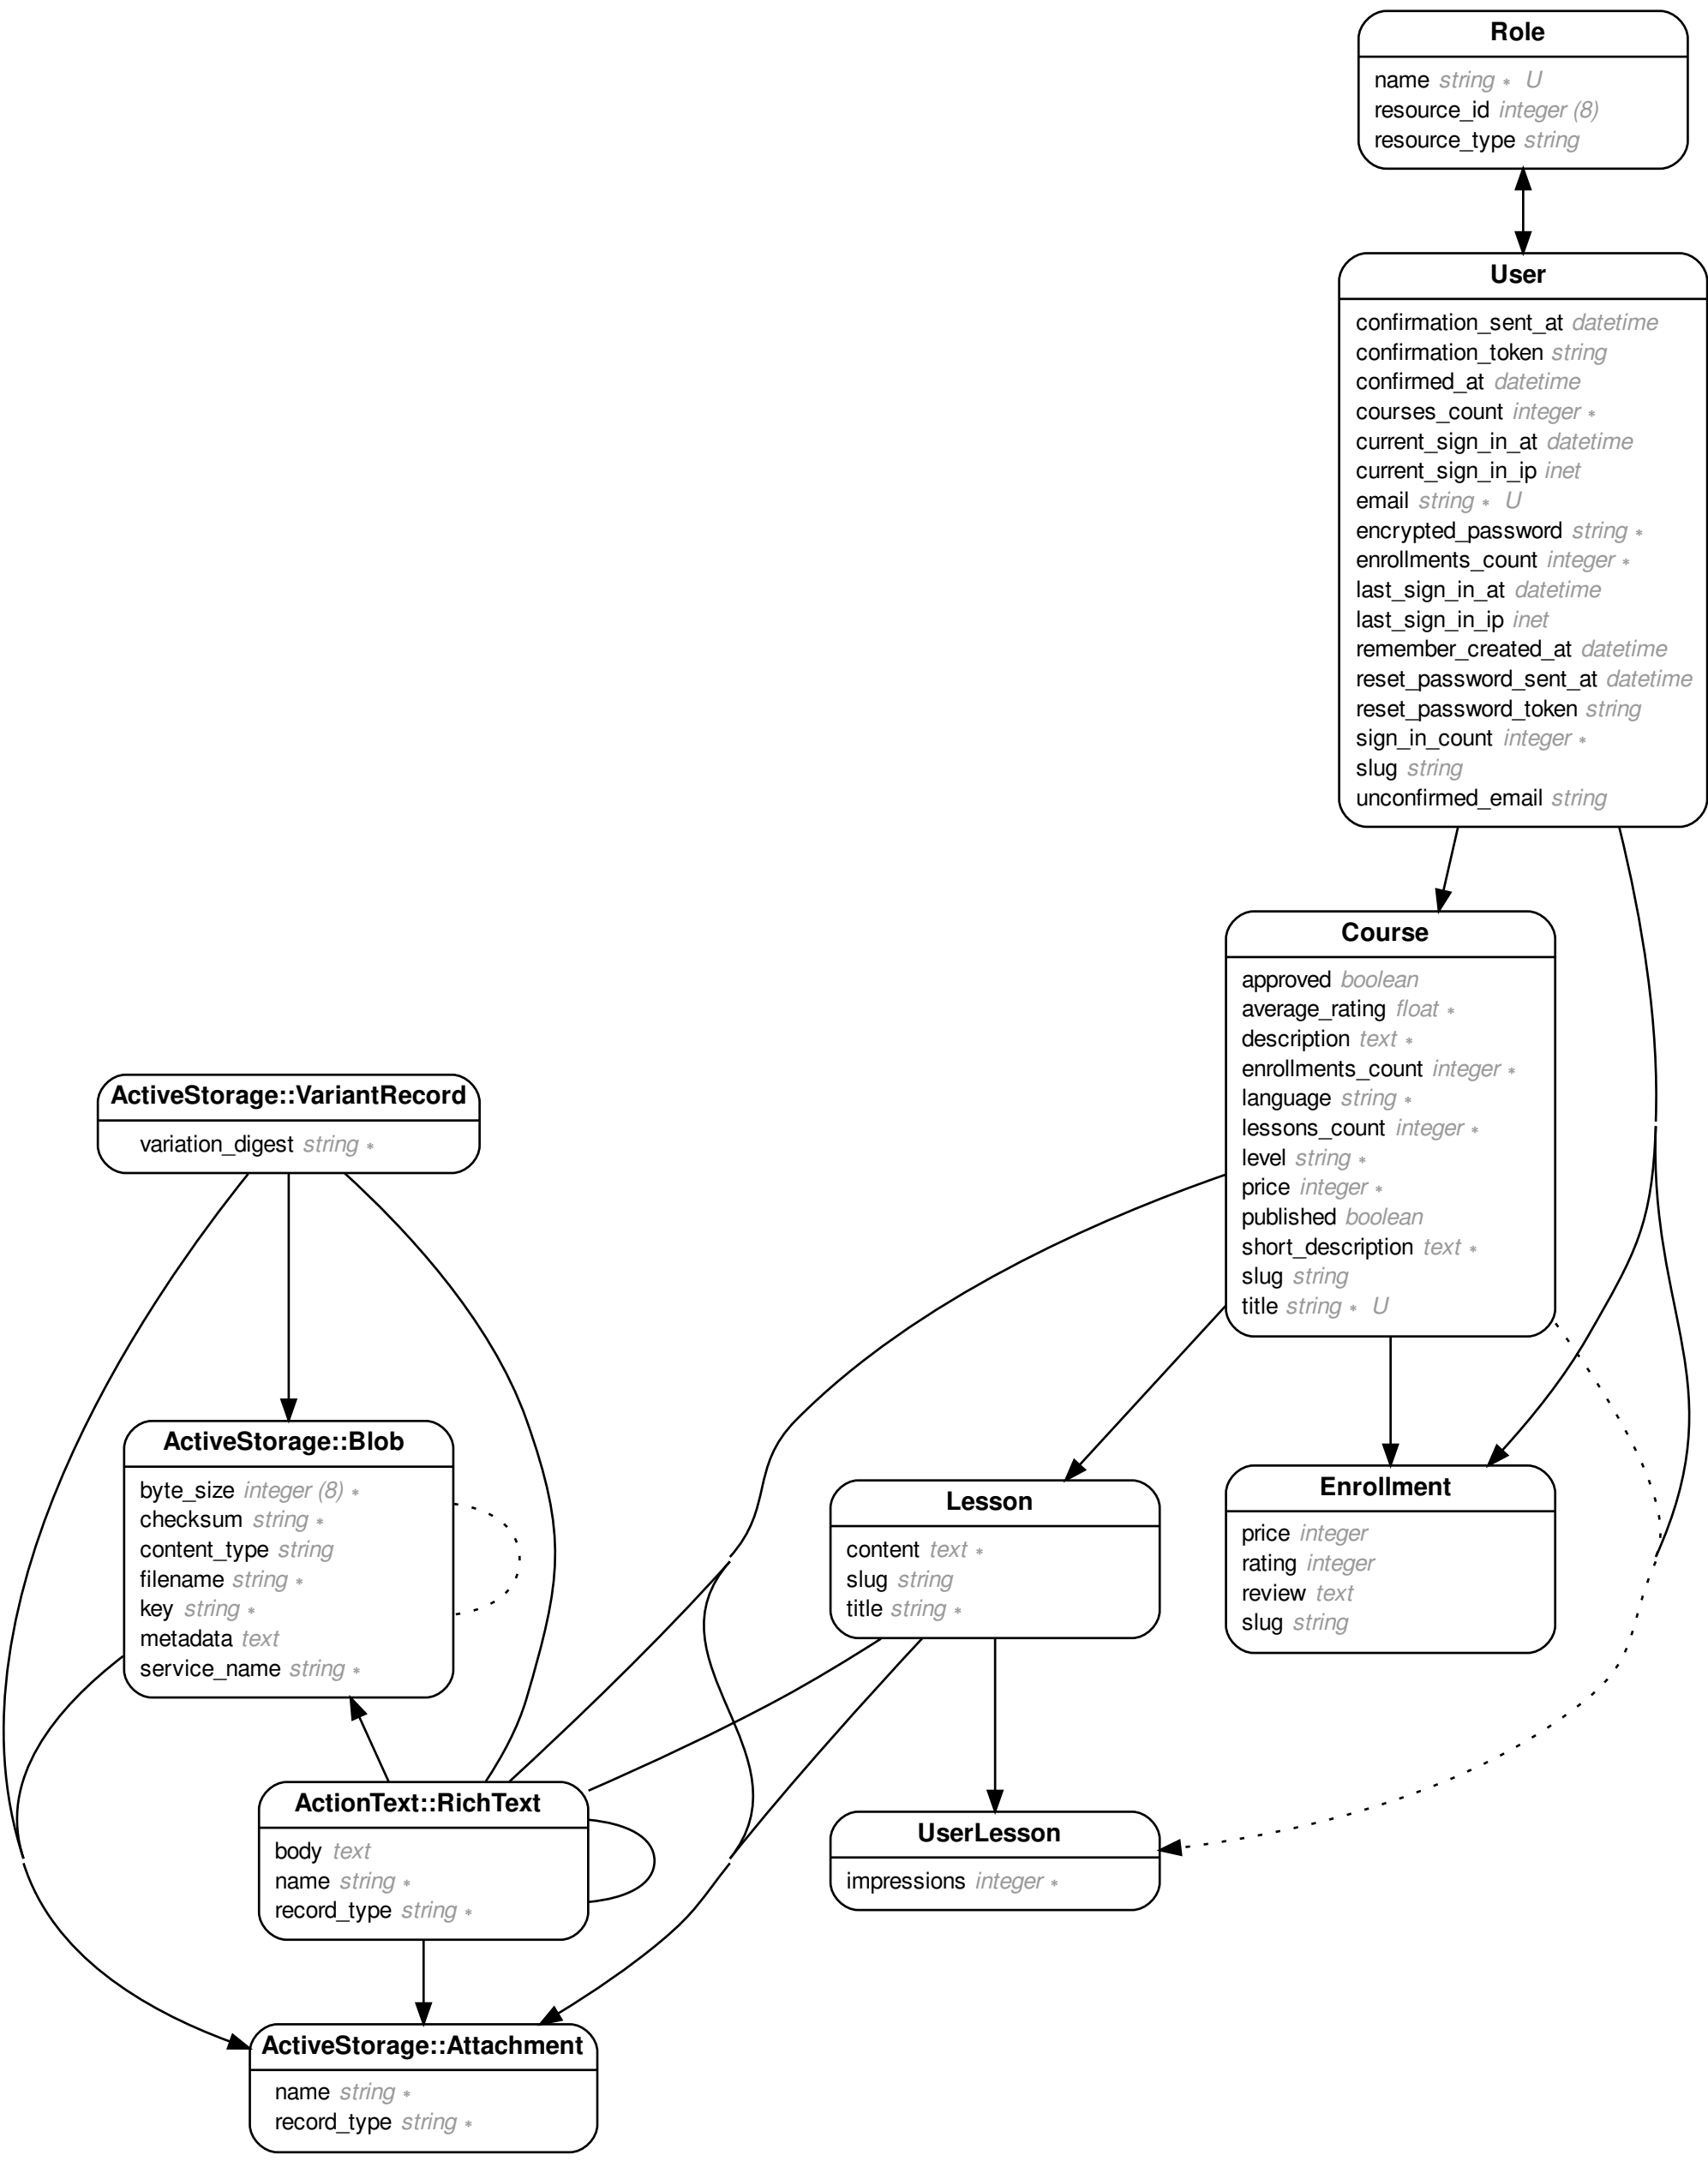 Role
name string * U
resource_id integer (8)
resource_type string
User
confirmation_sent_at datetime
confirmation_token string
confirmed_at datetime
courses_count integer *
current_sign_in_at datetime
current_sign_in_ip inet
email string * U
encrypted_password string *
enrollments_count integer *
last_sign_in_at datetime
last_sign_in_ip inet
remember_created_at datetime
reset_password_sent_at datetime
reset_password_token string
sign_in_count integer *
slug string
unconfirmed_email string
Course
approved boolean
average_rating float *
description text *
enrollments_count integer *
language string *
lessons_count integer *
level string *
price integer *
published boolean
short_description text *
slug string
title string * U
ActiveStorage::VariantRecord
variation_digest string *
ActiveStorage::Blob
byte_size integer (8) *
checksum string *
content_type string
filename string *
key string *
metadata text
service_name string *
Lesson
content text *
slug string
title string *
Enrollment
price integer
rating integer
review text
slug string
ActionText::RichText
body text
name string *
record_type string *
UserLesson
impressions integer *
ActiveStorage::Attachment
name string *
record_type string *